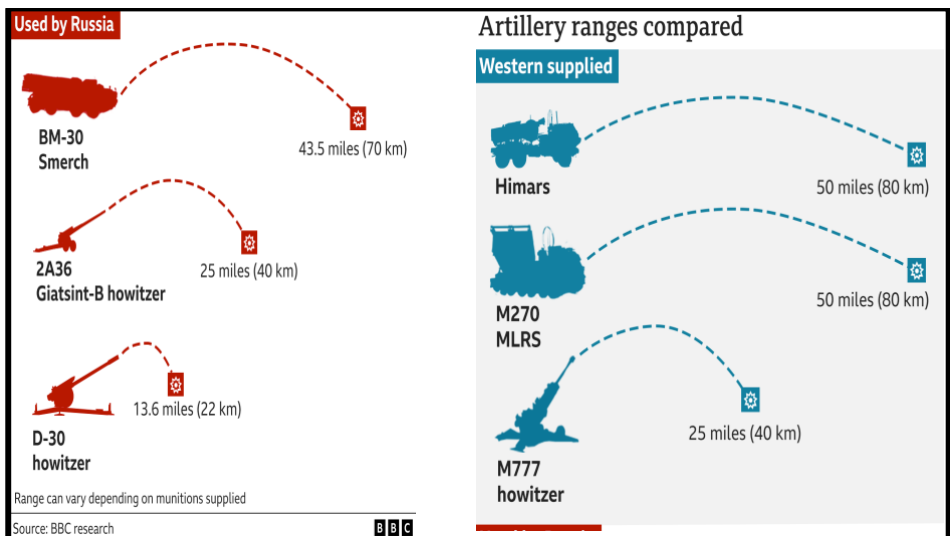 Used by Russia
BM-30
Smerch
43.5 miles (70 km)
2A36
Giatsint-B howitzer
25 miles (40 km)
D-30
howitzer
13.6 miles (22 km)
Range can vary depending on munitions supplied
Source: BBC research
BBC
Artillery ranges compared
Western supplied
Himars
50 miles (80 km)
M270
MLRS
50 miles (80 km)
M777
howitzer
25 miles (40 km)